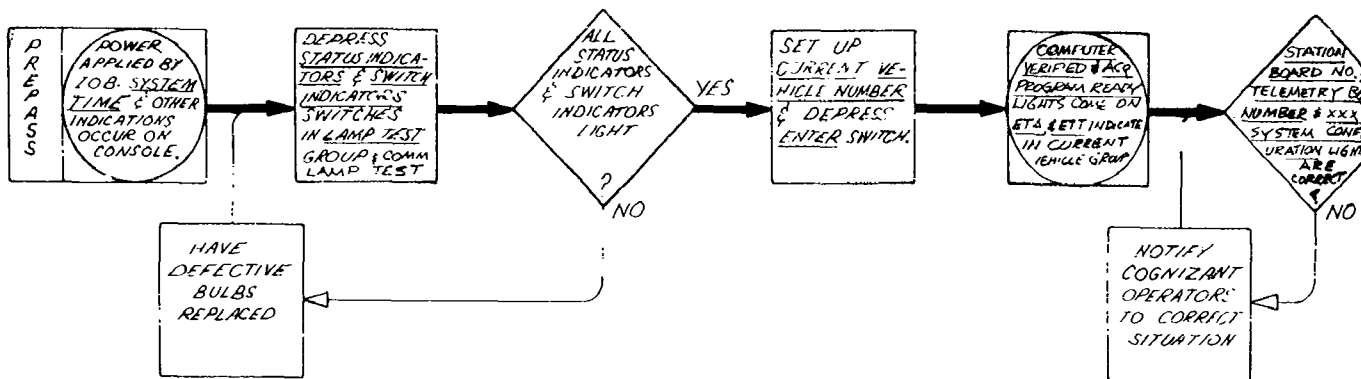 PREPASS
POWER
APPLIED BY
IOB. SYSTEM
TIME & OTHER
INDICATIONS
OCCUR ON
CONSOLE.
DEPRESS
STATUS INDICA-
TORS & SWITCH
INDICATORS
SWITCHES
IN LAMP TEST
GROUP & COMM
LAMP TEST
ALL
STATUS
INDICATORS
& SWITCH
INDICATORS
LIGHT
?
YES
NO
HAVE
DEFECTIVE
BULBS
REPLACED
SET UP
CURRENT VE-
HICLE NUMBER
& DEPRESS
ENTER SWITCH.
COMPUTER
VERIFIED & ACQ
PROGRAM READY
LIGHTS COME ON
ETA & ETT INDICATE
IN CURRENT
VEHICLE GROUP
STATION
BOARD NO.
TELEMETRY
NUMBER & XXX
SYSTEM
ARE
CORRECT
?
NO
NOTIFY
COGNIZANT
OPERATORS
TO CORRECT
SITUATION